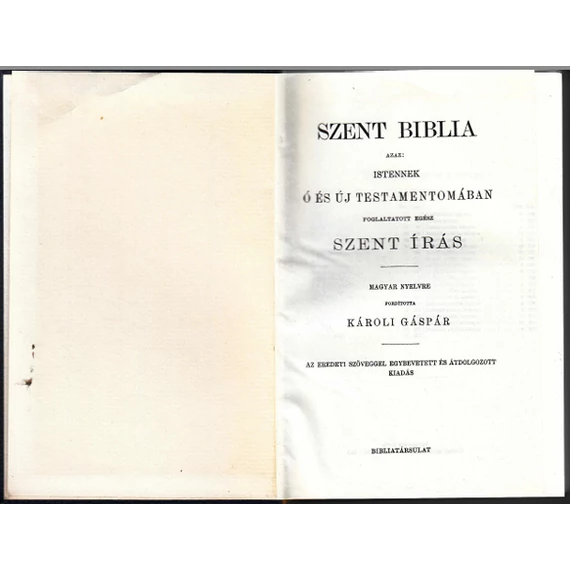 SZENT BIBLIA
AZAZ:
ISTENNEK
Ó ÉS ÚJ TESTAMENTOMÁBAN
FOGLALTATOTT EGÉSZ
SZENT ÍRÁS
MAGYAR NYELVRE
FORDÍTOTTA
KÁROLI GÁSPÁR
AZ EREDETI SZÖVEGGEL EGYBEVETETT ÉS ÁTDOLGOZOTT
KIADÁS
BIBLIATÁRSULAT